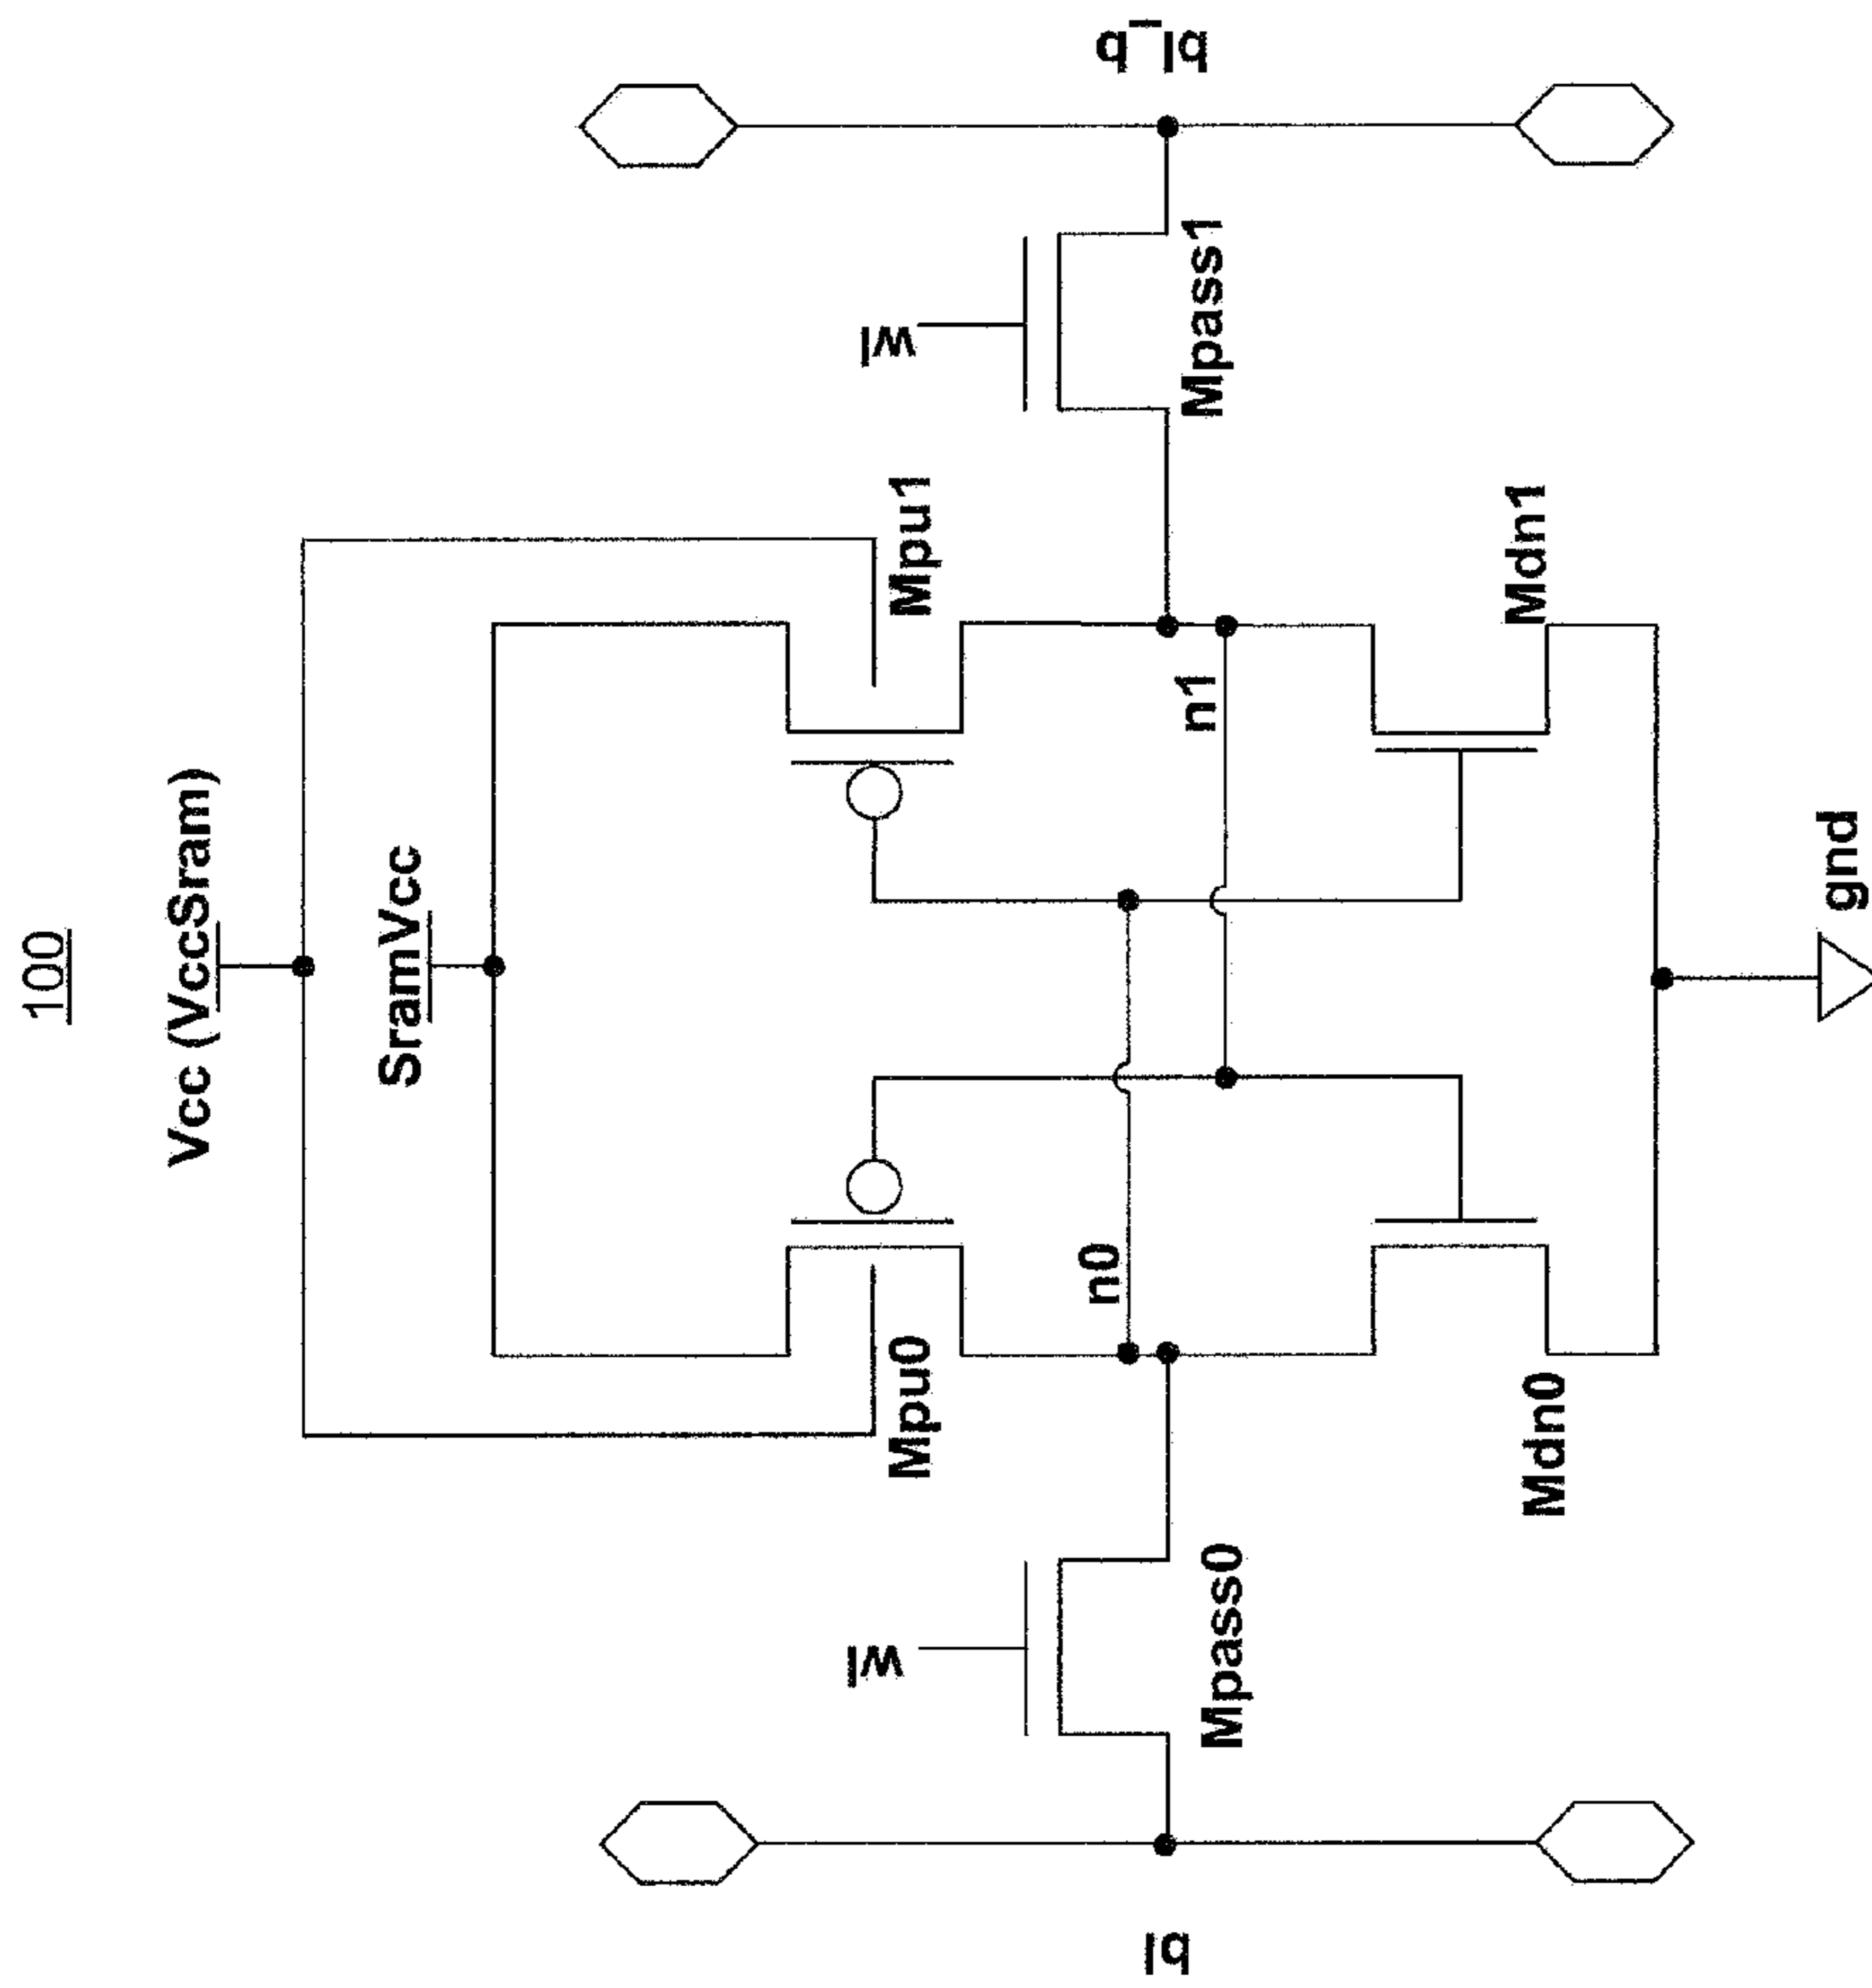 100
Vcc (VccSram)
SramVcc
wl
wl
Mpu0
Mpu1
n0
n1
Mpass0
Mpass1
bl
bl_b
Mdn0
Mdn1
gnd